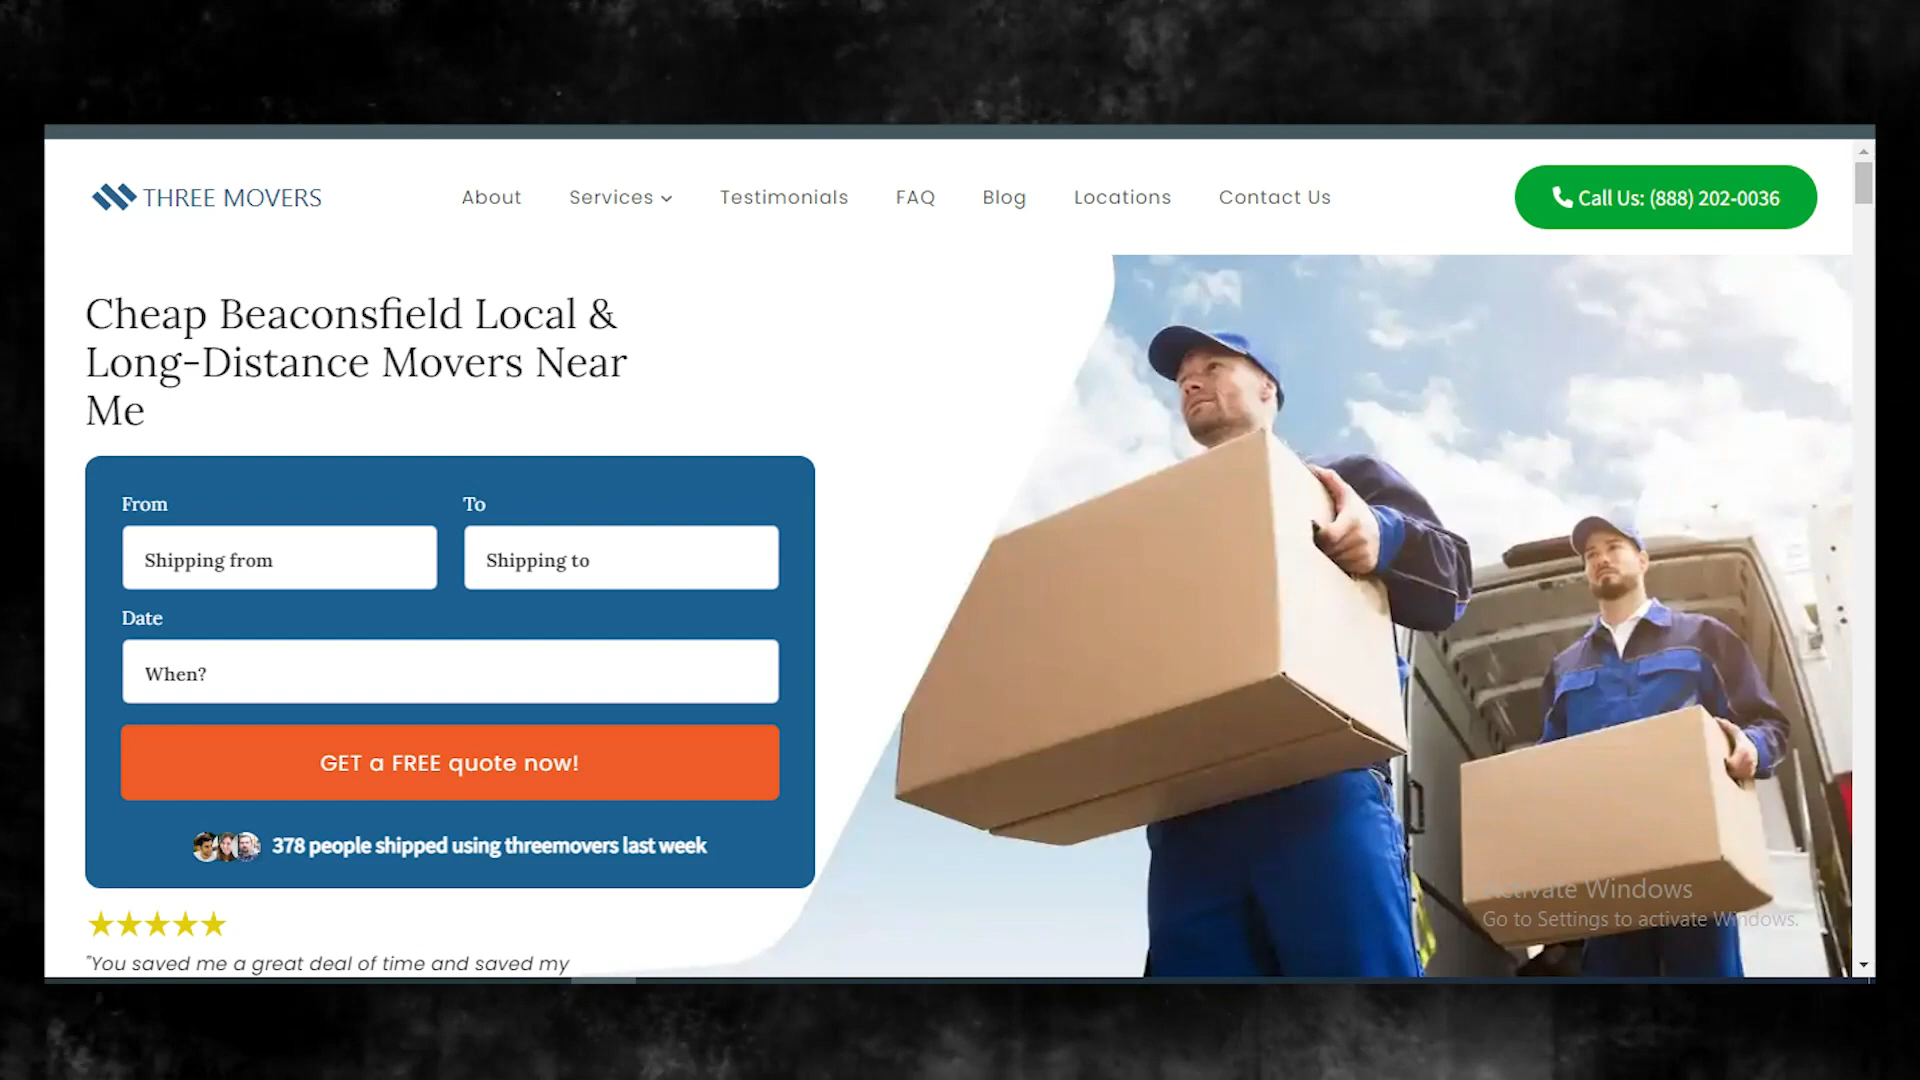 THREE MOVERS
About
Services
Testimonials
FAQ
Blog
Locations
Contact Us
Call Us: (888) 202-0036
Cheap Beaconsfield Local &
Long-Distance Movers Near
Me
From
To
Shipping from
Shipping to
Date
When?
GET a FREE quote now!
378 people shipped using threemovers last week
"You saved me a great deal of time and saved my
Activate Windows
Go to Settings to activate Windows.